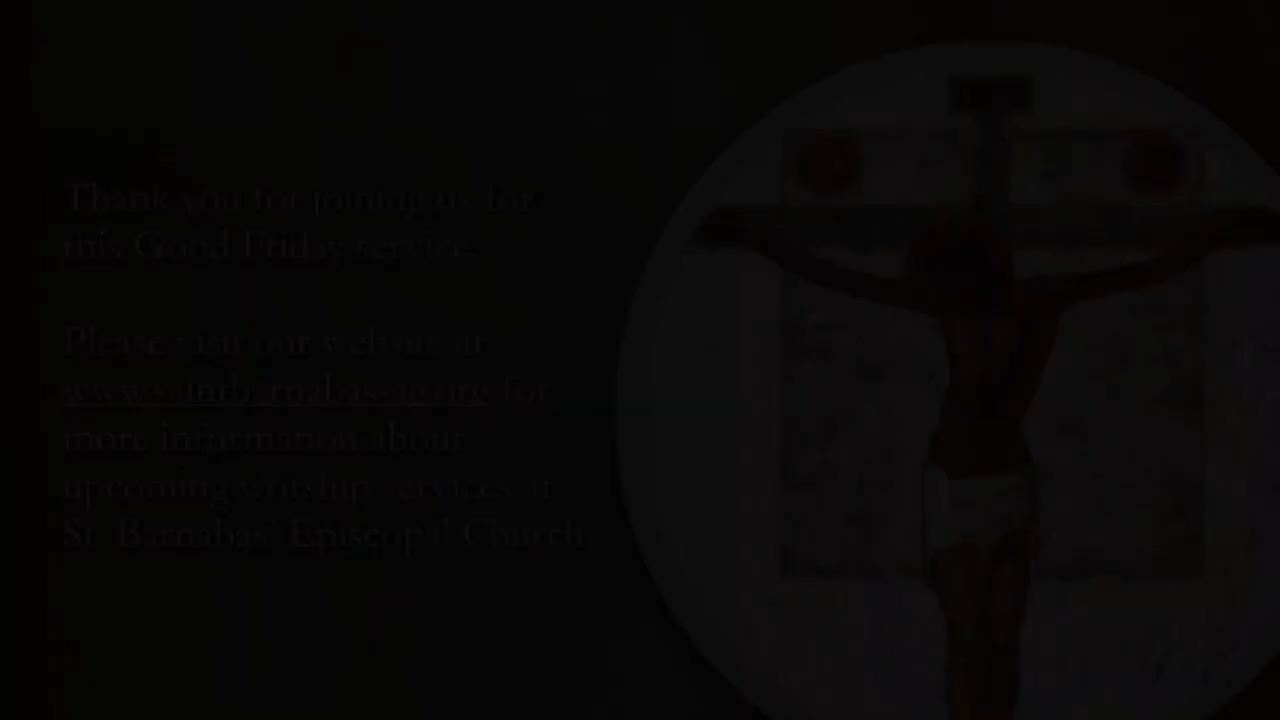 Thank you for joining us for
this Good Friday service.
Please visit our website at
for
more information about
upcoming worship services at
St. Barnabas' Episcopal Church